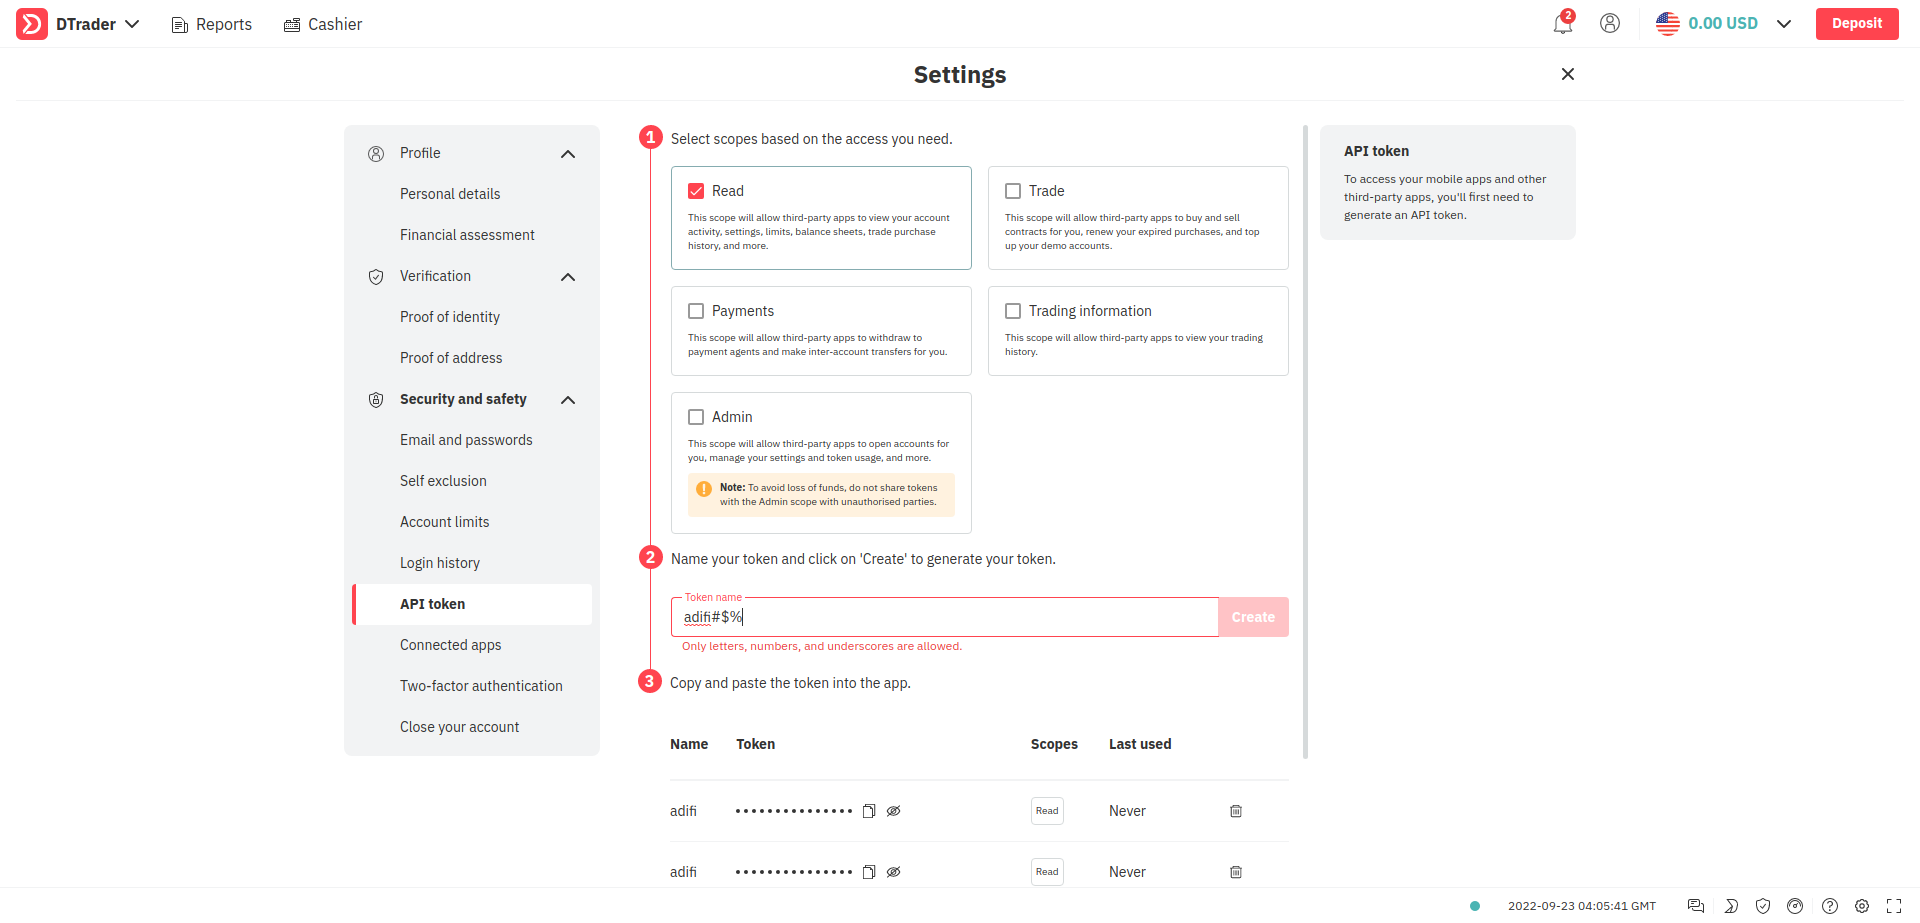 DTrader
Reports
Cashier
2
0.00 USD
Deposit
Settings
Profile
Personal details
Financial assessment
Verification
Proof of identity
Proof of address
Security and safety
Email and passwords
Self exclusion
Account limits
Login history
API token
Connected apps
Two-factor authentication
Close your account
1 Select scopes based on the access you need.
Read
This scope will allow third-party apps to view your account
activity, settings, limits, balance sheets, trade purchase
history, and more.
Trade
This scope will allow third-party apps to buy and sell
contracts for you, renew your expired purchases, and top
up your demo accounts.
Payments
This scope will allow third-party apps to withdraw to
payment agents and make inter-account transfers for you.
Trading information
This scope will allow third-party apps to view your trading
history.
Admin
This scope will allow third-party apps to open accounts for
you, manage your settings and token usage, and more.
Note: To avoid loss of funds, do not share tokens
with the Admin scope with unauthorised parties.
2 Name your token and click on 'Create' to generate your token.
Token name
adifi#$%
Create
Only letters, numbers, and underscores are allowed.
3 Copy and paste the token into the app.
Name Token Scopes Last used
adifi ••••••••••••••• Read Never
adifi ••••••••••••••• Read Never
API token
To access your mobile apps and other
third-party apps, you'll first need to
generate an API token.
2022-09-23 04:05:41 GMT